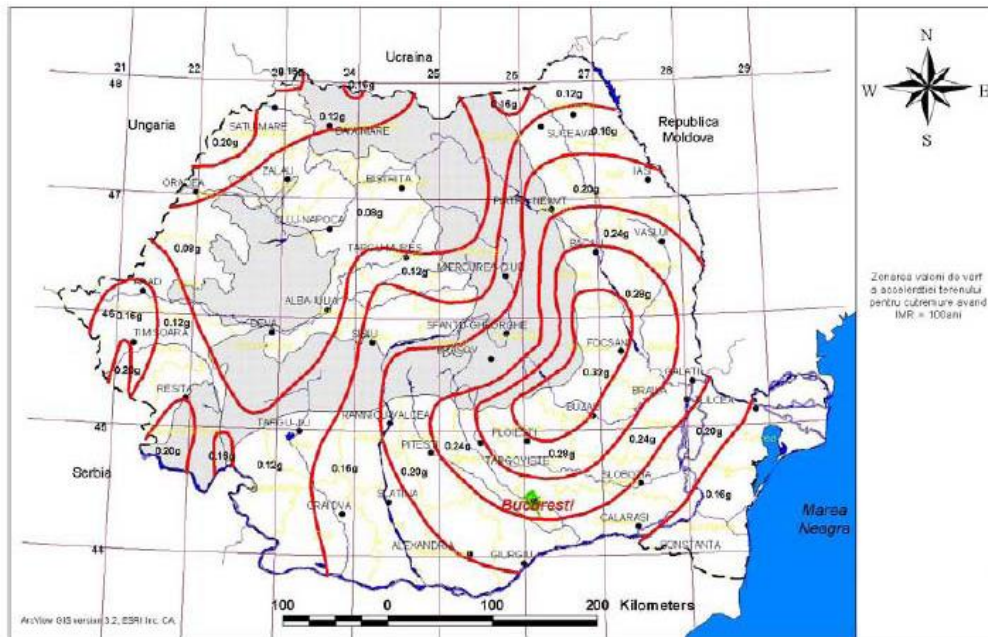 21
22
23
24
25
26
27
28
29
48
47
45
44
Ucraina
Ungaria
Republica
Moldova
Serbia
Marea
Neagra
N
W
E
S
0.16g
0.12g
0.16g
0.12g
0.16g
SATU MARE
BAIA MARE
SUCEAVA
0.20g
ORADEA
ZALAU
BISTRITA
IASI
0.20g
PIATRA NEAMT
CLUJ-NAPOCA
0.08g
0.24g
VASLUI
BACAU
0.08g
TARGU-MURES
0.12g
MIERCUREA-CIUC
ARAD
0.16g
0.12g
ALBA-IULIA
0.28g
TIMISOARA
DEVA
SIBIU
SFANTU-GHEORGHE
BRASOV
FOCSANI
0.20g
RESITA
0.32g
GALATI
BRAILA
TULCEA
TARGU-JIU
RAMNICU VALCEA
BUZAU
PITESTI
0.24g
PLOIESTI
0.24g
0.20g
0.20g
0.16g
0.12g
0.16g
0.20g
TARGOVISTE
0.28g
SLOBOZIA
0.16g
CRAIOVA
SLATINA
Bucuresti
CALARASI
ALEXANDRIA
GIURGIU
CONSTANTA
100
0
100
200 Kilometers
ArcView GIS version 3.2, ESRI Inc. CA.
Zonarea valorii de varf
a acceleratiei terenului
pentru cutremure avand
IMR = 100ani